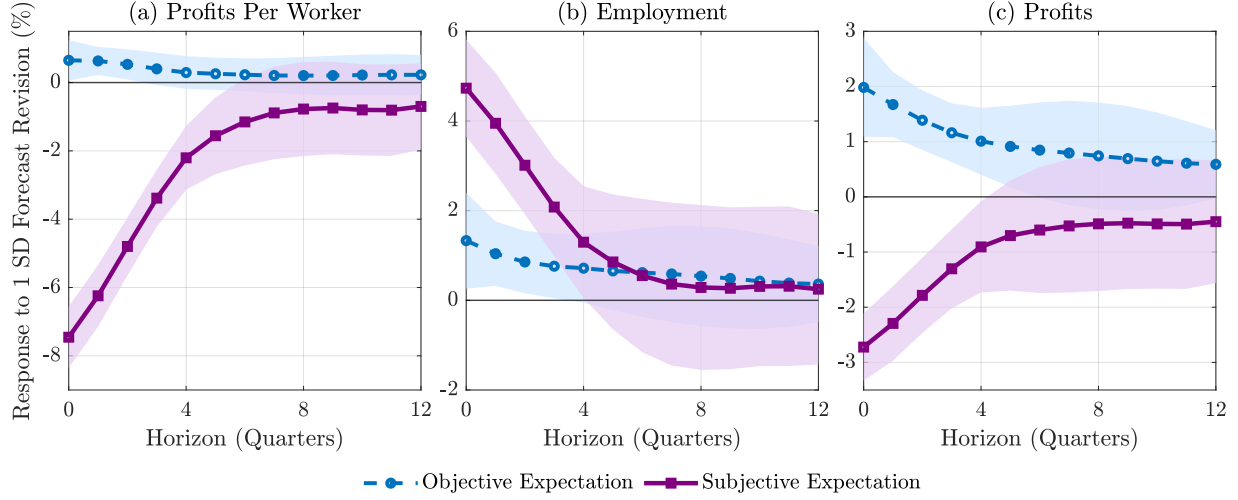 (a) Profits Per Worker
(b) Employment
(c) Profits
Response to 1 SD Forecast Revision (%)
0
-2
-4
-6
-8
0 4 8 12
Horizon (Quarters)
6
4
2
0
-2
0 4 8 12
Horizon (Quarters)
3
2
1
0
-1
-2
-3
0 4 8 12
Horizon (Quarters)
Objective Expectation Subjective Expectation